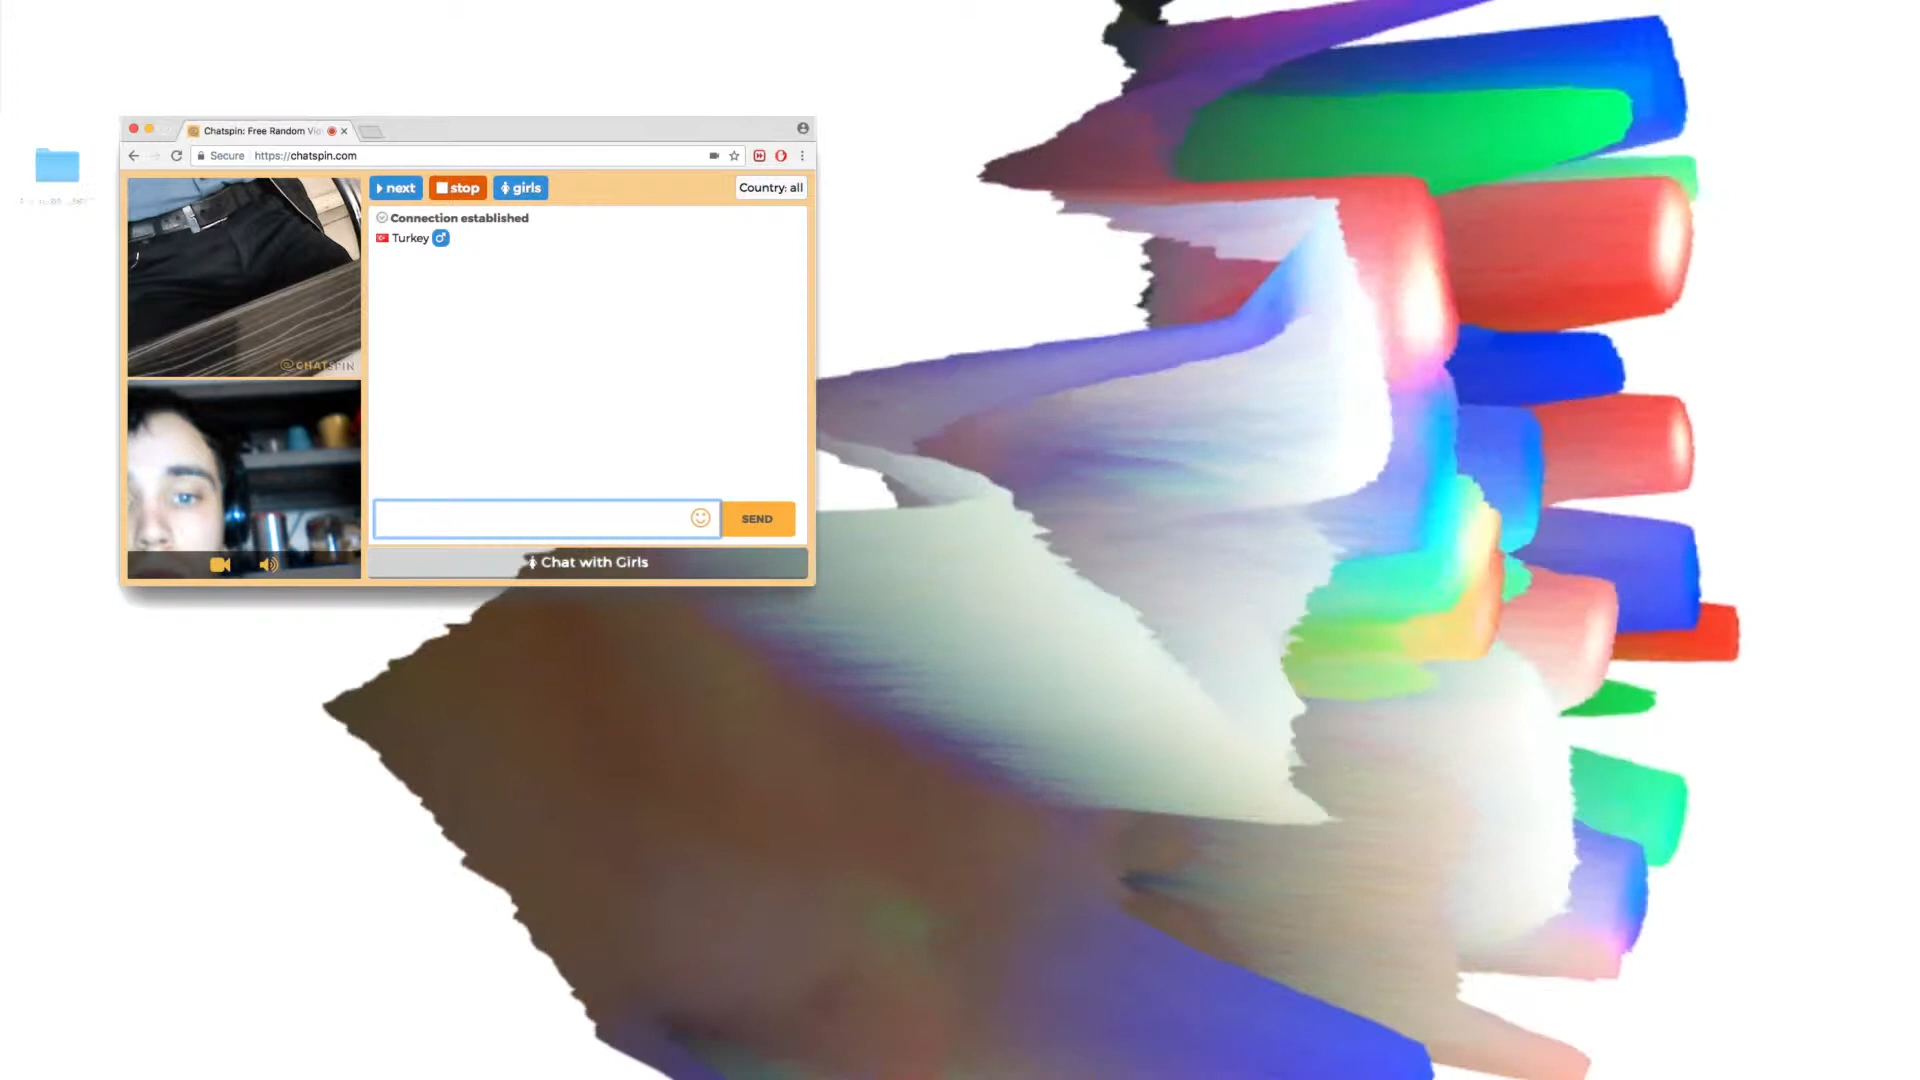 Chatspin: Free Random Vi
Secure
https://chatspin.com
next
stop
girls
Country: all
Connection established
Turkey
CHATSPIN
SEND
Chat with Girls